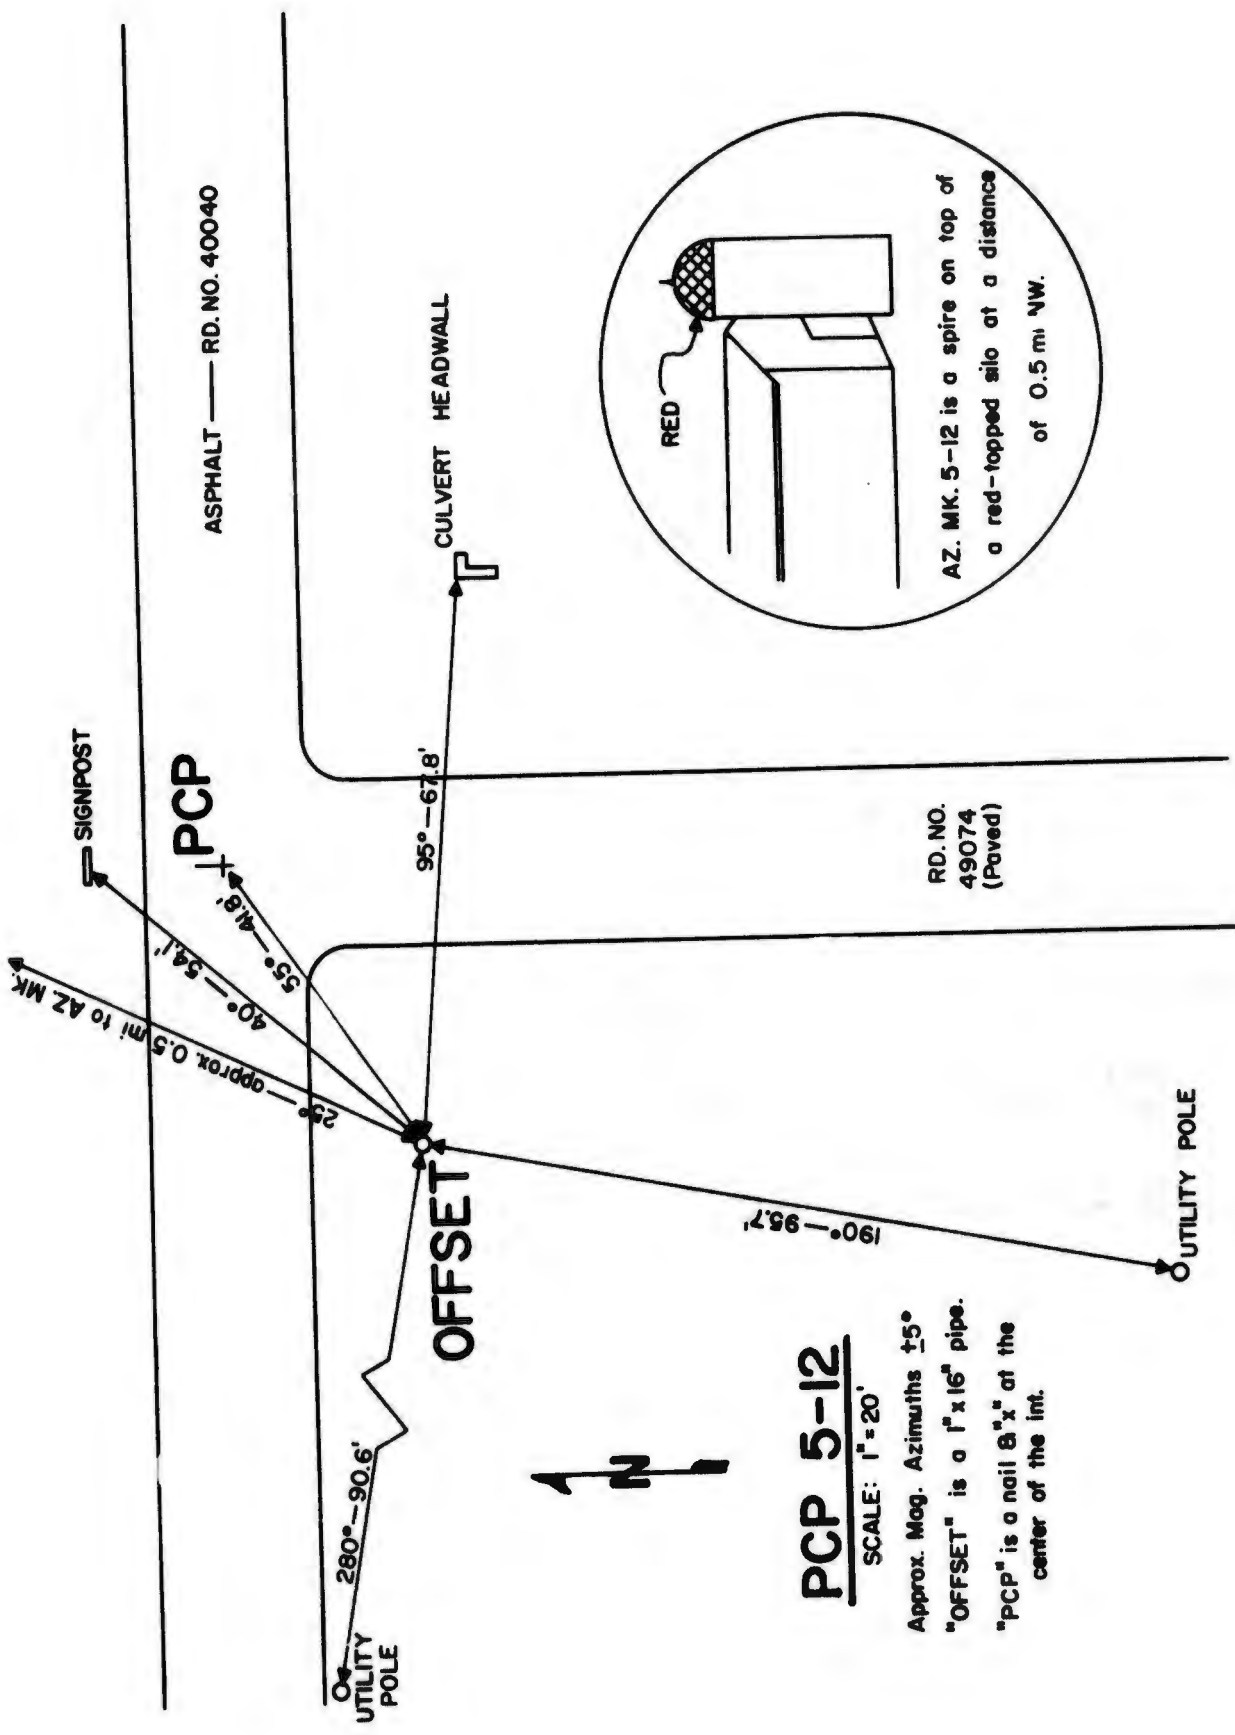 ASPHALT — RD. NO. 40040
SIGNPOST
PCP
25° — approx. 0.5 mi to AZ. MK.
40° — 54.1'
55° — 41.8'
95° — 67.8'
CULVERT HEADWALL
OFFSET
280° — 90.6'
UTILITY
POLE
190° — 95.7'
UTILITY POLE
RD. NO.
49074
(Paved)
N
RED
AZ. MK. 5-12 is a spire on top of
a red-topped silo at a distance
of 0.5 mi NW.
PCP 5-12
SCALE: 1" = 20'
Approx. Mag. Azimuths ±5°
"OFFSET" is a 1" x 16" pipe.
"PCP" is a nail & "x" at the
center of the int.